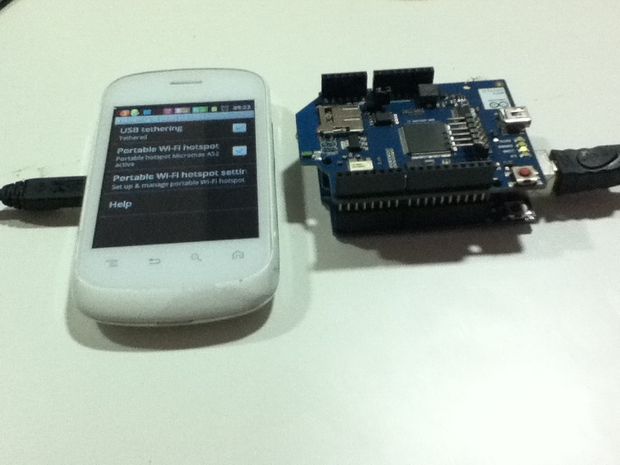 09:23
USB tethering
Tethered
Portable Wi-Fi hotspot
Portable hotspot Micromax A52
active
Portable Wi-Fi hotspot settin
Set up & manage portable Wi-Fi hotspot
Help